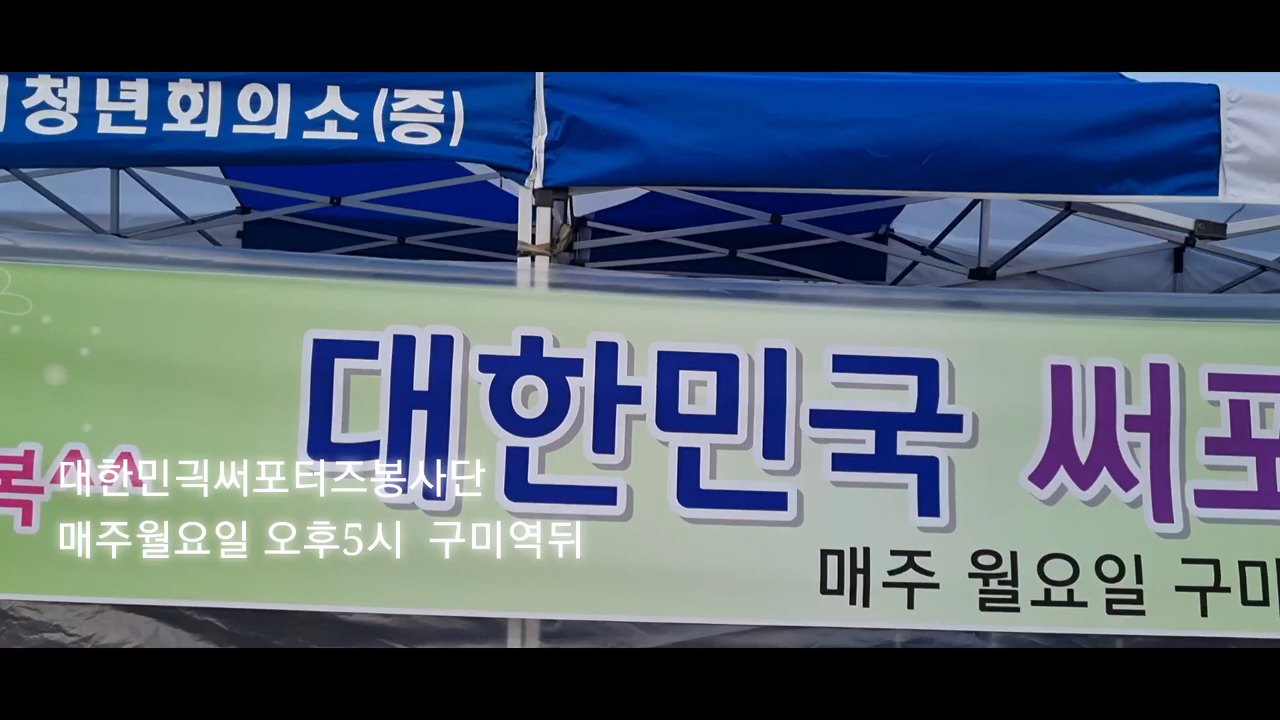 청년회의소(증)
대한민국 써포
복^^
대한민긕써포터즈봉사단
매주월요일 오후5시 구미역뒤
매주 월요일 구미